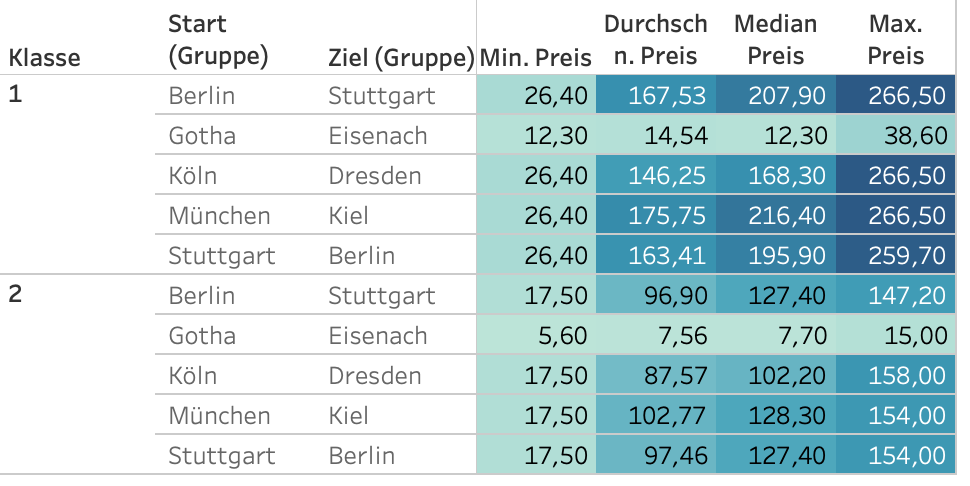 Klasse Start (Gruppe) Ziel (Gruppe) Min. Preis Durchschn. Preis Median Preis Max. Preis
1 Berlin Stuttgart 26,40 167,53 207,90 266,50
Gotha Eisenach 12,30 14,54 12,30 38,60
Köln Dresden 26,40 146,25 168,30 266,50
München Kiel 26,40 175,75 216,40 266,50
Stuttgart Berlin 26,40 163,41 195,90 259,70
2 Berlin Stuttgart 17,50 96,90 127,40 147,20
Gotha Eisenach 5,60 7,56 7,70 15,00
Köln Dresden 17,50 87,57 102,20 158,00
München Kiel 17,50 102,77 128,30 154,00
Stuttgart Berlin 17,50 97,46 127,40 154,00